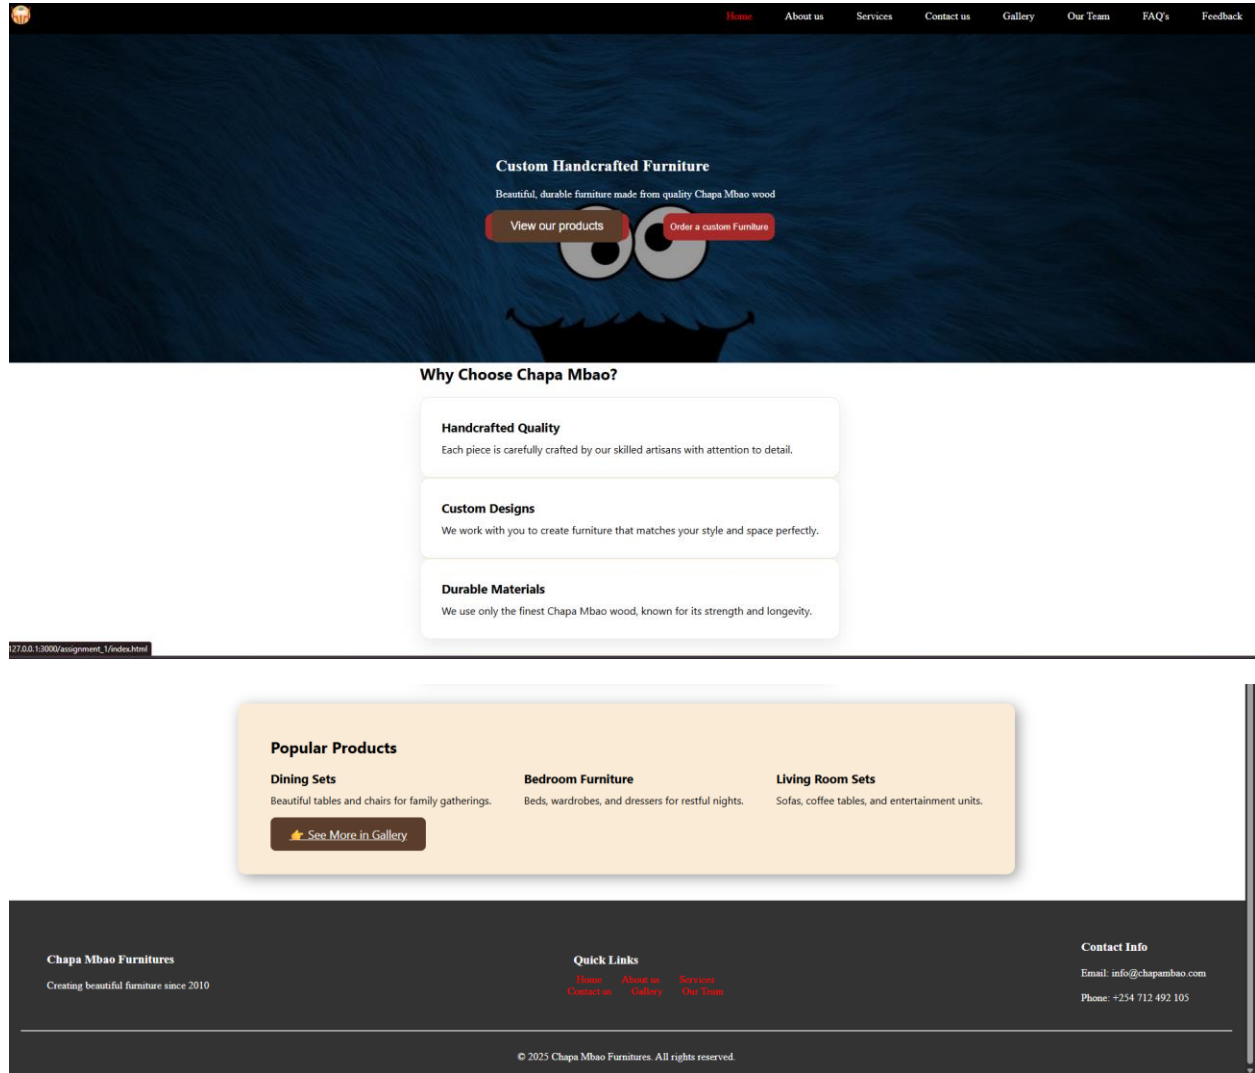 Home About us Services Contact us Gallery Our Team FAQ's Feedback
Custom Handcrafted Furniture
Beautiful, durable furniture made from quality Chapa Mbao wood
View our products Order a custom Furniture
Why Choose Chapa Mbao?
Handcrafted Quality
Each piece is carefully crafted by our skilled artisans with attention to detail.
Custom Designs
We work with you to create furniture that matches your style and space perfectly.
Durable Materials
We use only the finest Chapa Mbao wood, known for its strength and longevity.
127.0.0.1:3000/assignment_1/index.html
Popular Products
Dining Sets
Beautiful tables and chairs for family gatherings.
Bedroom Furniture
Beds, wardrobes, and dressers for restful nights.
Living Room Sets
Sofas, coffee tables, and entertainment units.
👉 See More in Gallery
Chapa Mbao Furnitures
Creating beautiful furniture since 2010
Quick Links
Home About us Services
Contact us Gallery Our Team
Contact Info
Email: info@chapambao.com
Phone: +254 712 492 105
© 2025 Chapa Mbao Furnitures. All rights reserved.